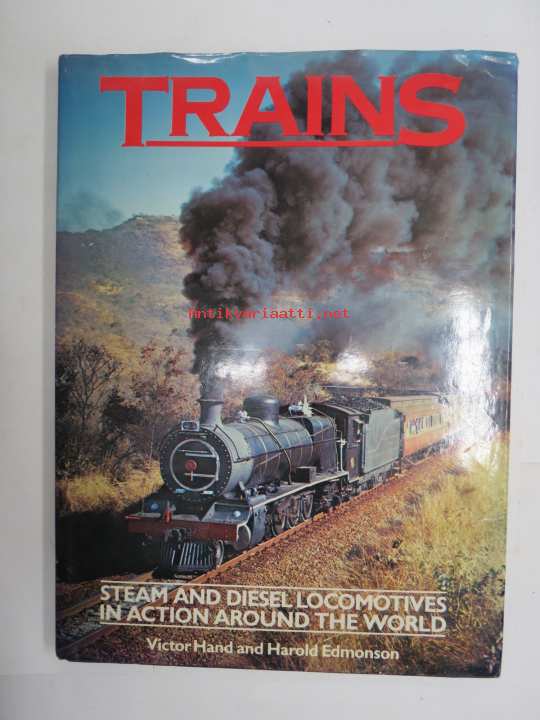 TRAINS
Antikvariaatti.net
STEAM AND DIESEL LOCOMOTIVES
IN ACTION AROUND THE WORLD
Victor Hand and Harold Edmonson